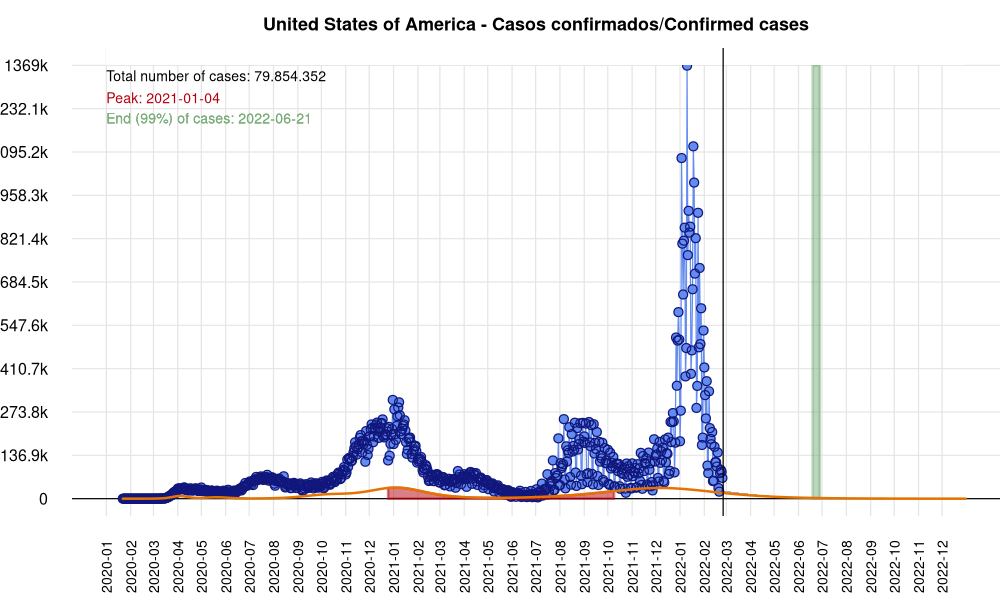 United States of America - Casos confirmados/Confirmed cases
1369k
232.1k
095.2k
958.3k
821.4k
684.5k
547.6k
410.7k
273.8k
136.9k
0
Total number of cases: 79.854.352
Peak: 2021-01-04
End (99%) of cases: 2022-06-21
2020-01
2020-02
2020-03
2020-04
2020-05
2020-06
2020-07
2020-08
2020-09
2020-10
2020-11
2020-12
2021-01
2021-02
2021-03
2021-04
2021-05
2021-06
2021-07
2021-08
2021-09
2021-10
2021-11
2021-12
2022-01
2022-02
2022-03
2022-04
2022-05
2022-06
2022-07
2022-08
2022-09
2022-10
2022-11
2022-12